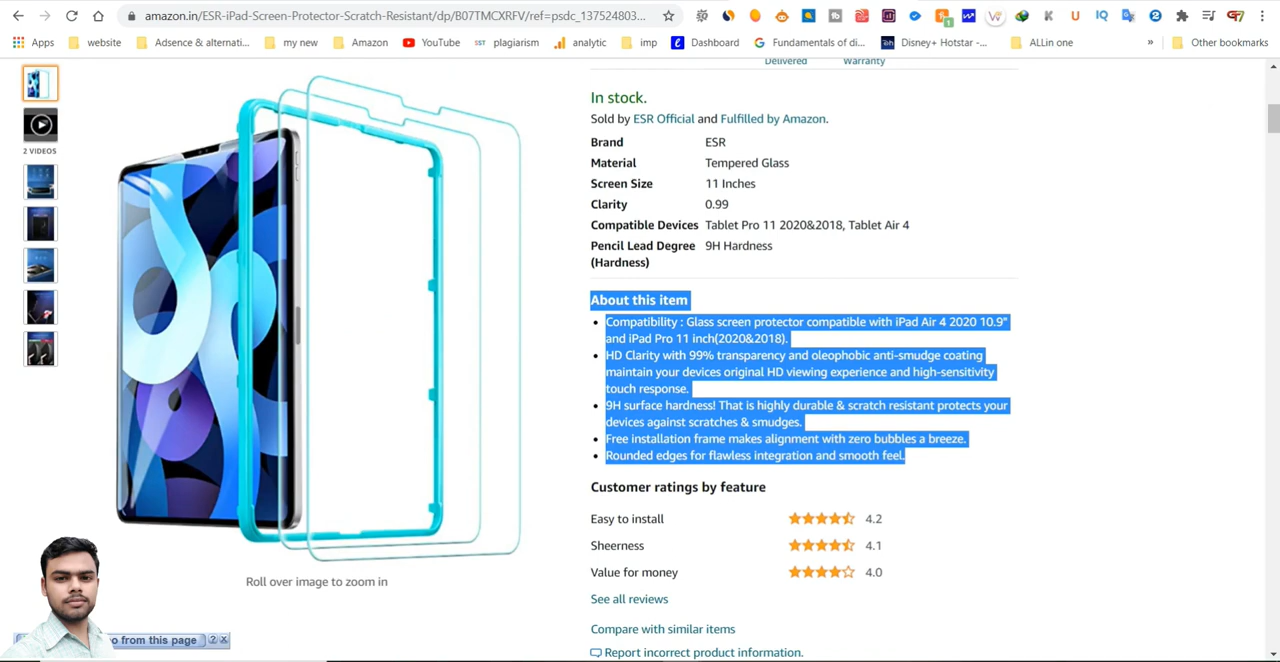 amazon.in/ESR-iPad-Screen-Protector-Scratch-Resistant/dp/B07TMCXRFV/ref=psdc_137524803...
Apps website Adsence & alternati... my new Amazon YouTube plagiarism analytic imp Dashboard Fundamentals of di... Disney+ Hotstar -... ALLin one » Other bookmarks
Delivered Warranty
2 VIDEOS
In stock.
Sold by ESR Official and Fulfilled by Amazon.
Brand ESR
Material Tempered Glass
Screen Size 11 Inches
Clarity 0.99
Compatible Devices Tablet Pro 11 2020&2018, Tablet Air 4
Pencil Lead Degree 9H Hardness
(Hardness)
About this item
Compatibility : Glass screen protector compatible with iPad Air 4 2020 10.9"
and iPad Pro 11 inch(2020&2018).
HD Clarity with 99% transparency and oleophobic anti-smudge coating
maintain your devices original HD viewing experience and high-sensitivity
touch response.
9H surface hardness! That is highly durable & scratch resistant protects your
devices against scratches & smudges.
Free installation frame makes alignment with zero bubbles a breeze.
Rounded edges for flawless integration and smooth feel.
Customer ratings by feature
Easy to install 4.2
Sheerness 4.1
Value for money 4.0
See all reviews
Compare with similar items
Report incorrect product information.
Roll over image to zoom in
o from this page ? x